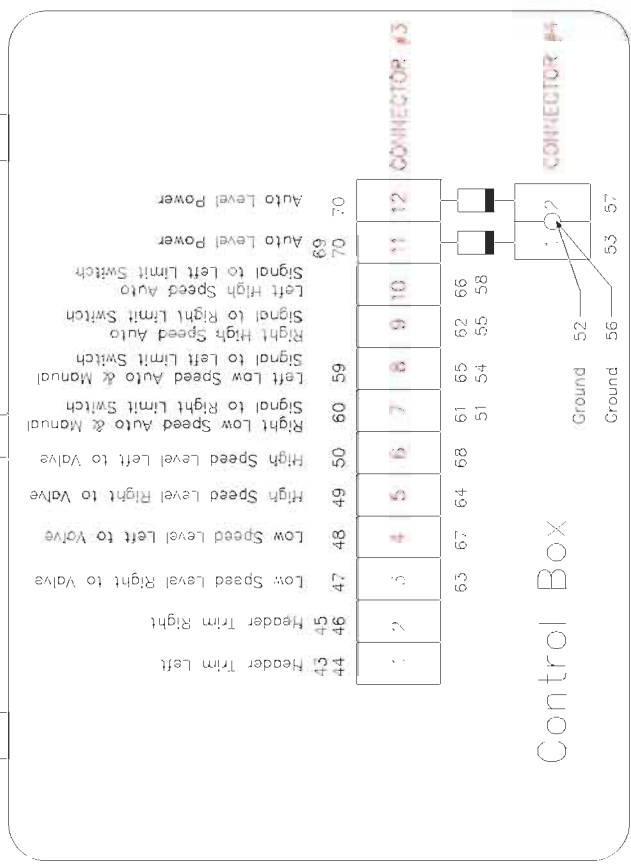 CONNECTOR #3
CONNECTOR #4
Auto Level Power
70
12
2
57
Auto Level Power
69
70
11
1
53
Left High Speed Auto
Signal to Left Limit Switch
10
66
58
Right High Speed Auto
Signal to Right Limit Switch
9
62
55
Left Low Speed Auto & Manual
Signal to Left Limit Switch
59
8
65
54
Right Low Speed Auto & Manual
Signal to Right Limit Switch
60
7
61
51
High Speed Level Left to Valve
50
6
68
High Speed Level Right to Valve
49
5
64
Low Speed Level Left to Valve
48
4
67
Low Speed Level Right to Valve
47
3
63
Header Trim Right
45
46
2
Header Trim Left
43
44
1
Ground 52
Ground 56
Control Box